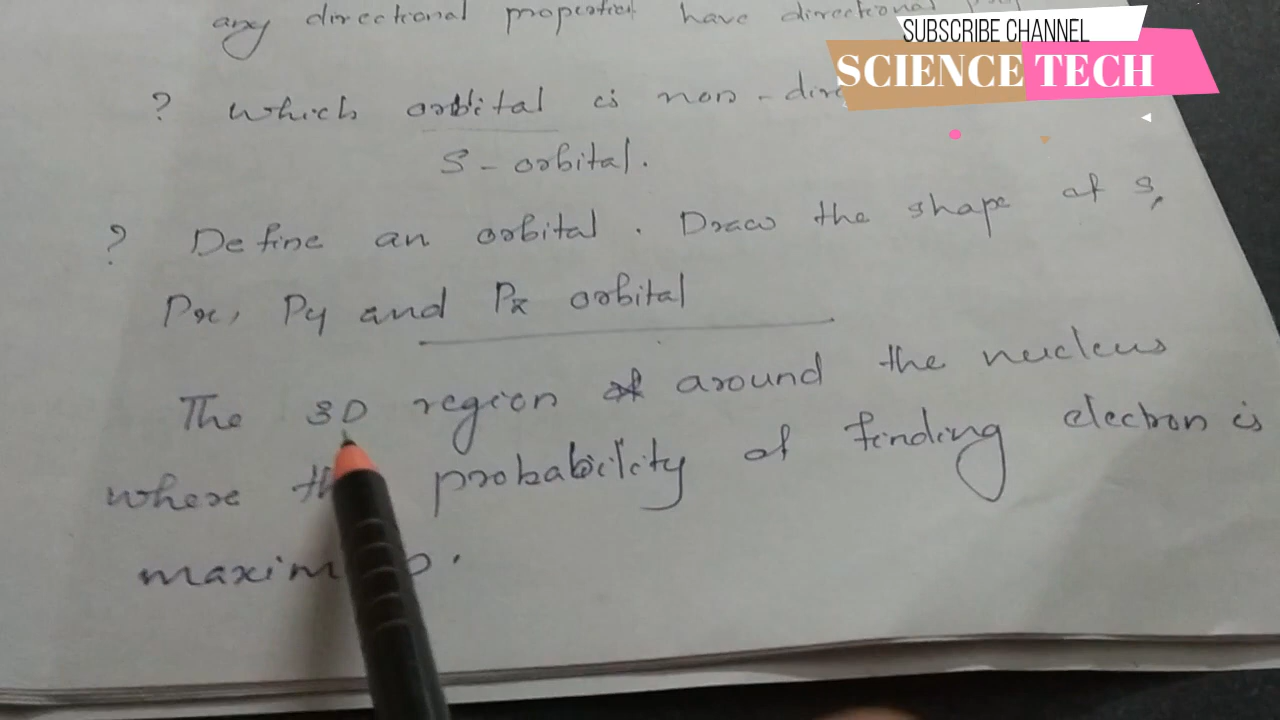 any directional properties have directional
SUBSCRIBE CHANNEL
SCIENCE TECH
? Which orbital is non-
S-orbital.
? Define an orbital. Draw the shape of s,
Px, Py and Pz orbital
The 3D region around the nucleus
where the probability of finding electron is